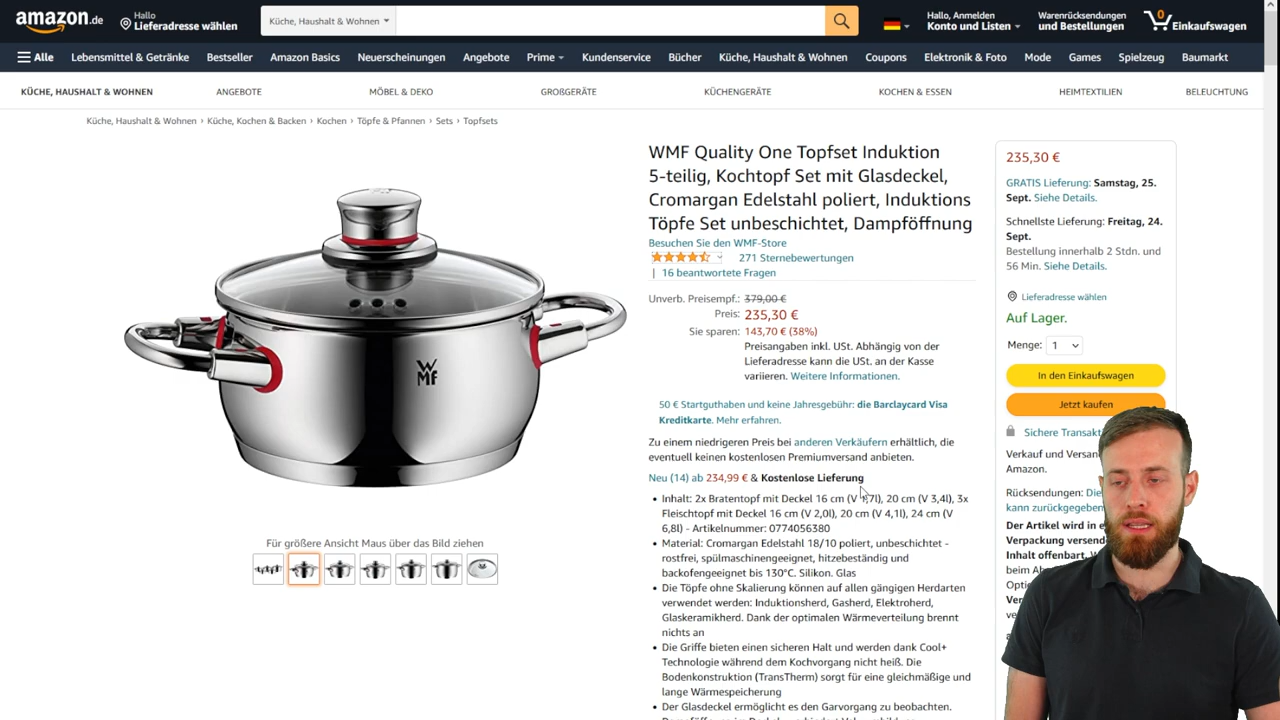 amazon.de
Hallo
Lieferadresse wählen
Küche, Haushalt & Wohnen
Hallo, Anmelden
Konto und Listen
Warenrücksendungen
und Bestellungen
0
Einkaufswagen
Alle Lebensmittel & Getränke Bestseller Amazon Basics Neuerscheinungen Angebote Prime Kundenservice Bücher Küche, Haushalt & Wohnen Coupons Elektronik & Foto Mode Games Spielzeug Baumarkt
KÜCHE, HAUSHALT & WOHNEN ANGEBOTE MÖBEL & DEKO GROẞGERÄTE KÜCHENGERÄTE KOCHEN & ESSEN HEIMTEXTILIEN BELEUCHTUNG
Küche, Haushalt & Wohnen › Küche, Kochen & Backen › Kochen › Töpfe & Pfannen › Sets › Topfsets
WMF
Für größere Ansicht Maus über das Bild ziehen
WMF Quality One Topfset Induktion
5-teilig, Kochtopf Set mit Glasdeckel,
Cromargan Edelstahl poliert, Induktions
Töpfe Set unbeschichtet, Dampföffnung
Besuchen Sie den WMF-Store
271 Sternebewertungen
| 16 beantwortete Fragen
Unverb. Preisempf.: 379,00 €
Preis: 235,30 €
Sie sparen: 143,70 € (38%)
Preisangaben inkl. USt. Abhängig von der
Lieferadresse kann die USt. an der Kasse
variieren. Weitere Informationen.
50 € Startguthaben und keine Jahresgebühr: die Barclaycard Visa
Kreditkarte. Mehr erfahren.
Zu einem niedrigeren Preis bei anderen Verkäufern erhältlich, die
eventuell keinen kostenlosen Premiumversand anbieten.
Neu (14) ab 234,99 € & Kostenlose Lieferung
• Inhalt: 2x Bratentopf mit Deckel 16 cm (V 1,7l), 20 cm (V 3,4l), 3x
Fleischtopf mit Deckel 16 cm (V 2,0l), 20 cm (V 4,1l), 24 cm (V
6,8l) - Artikelnummer: 0774056380
• Material: Cromargan Edelstahl 18/10 poliert, unbeschichtet -
rostfrei, spülmaschinengeeignet, hitzebeständig und
backofengeeignet bis 130°C. Silikon. Glas
• Die Töpfe ohne Skalierung können auf allen gängigen Herdarten
verwendet werden: Induktionsherd, Gasherd, Elektroherd,
Glaskeramikherd. Dank der optimalen Wärmeverteilung brennt
nichts an
• Die Griffe bieten einen sicheren Halt und werden dank Cool+
Technologie während dem Kochvorgang nicht heiß. Die
Bodenkonstruktion (TransTherm) sorgt für eine gleichmäßige und
lange Wärmespeicherung
• Der Glasdeckel ermöglicht es den Garvorgang zu beobachten.
235,30 €
GRATIS Lieferung: Samstag, 25.
Sept. Siehe Details.
Schnellste Lieferung: Freitag, 24.
Sept.
Bestellung innerhalb 2 Stdn. und
56 Min. Siehe Details.
Lieferadresse wählen
Auf Lager.
Menge: 1
In den Einkaufswagen
Jetzt kaufen
Sichere Transakti
Verkauf und Versan
Amazon.
Rücksendungen: Die
kann zurückgegeben
Der Artikel wird in e
Verpackung versend
Inhalt offenbart, W
beim A
Optio
Ver